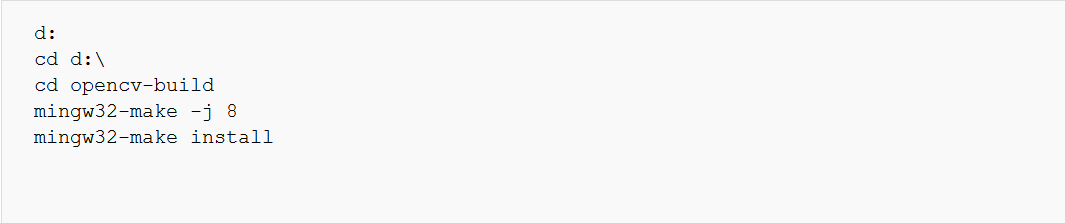 d:
cd d:\
cd opencv-build
mingw32-make -j 8
mingw32-make install